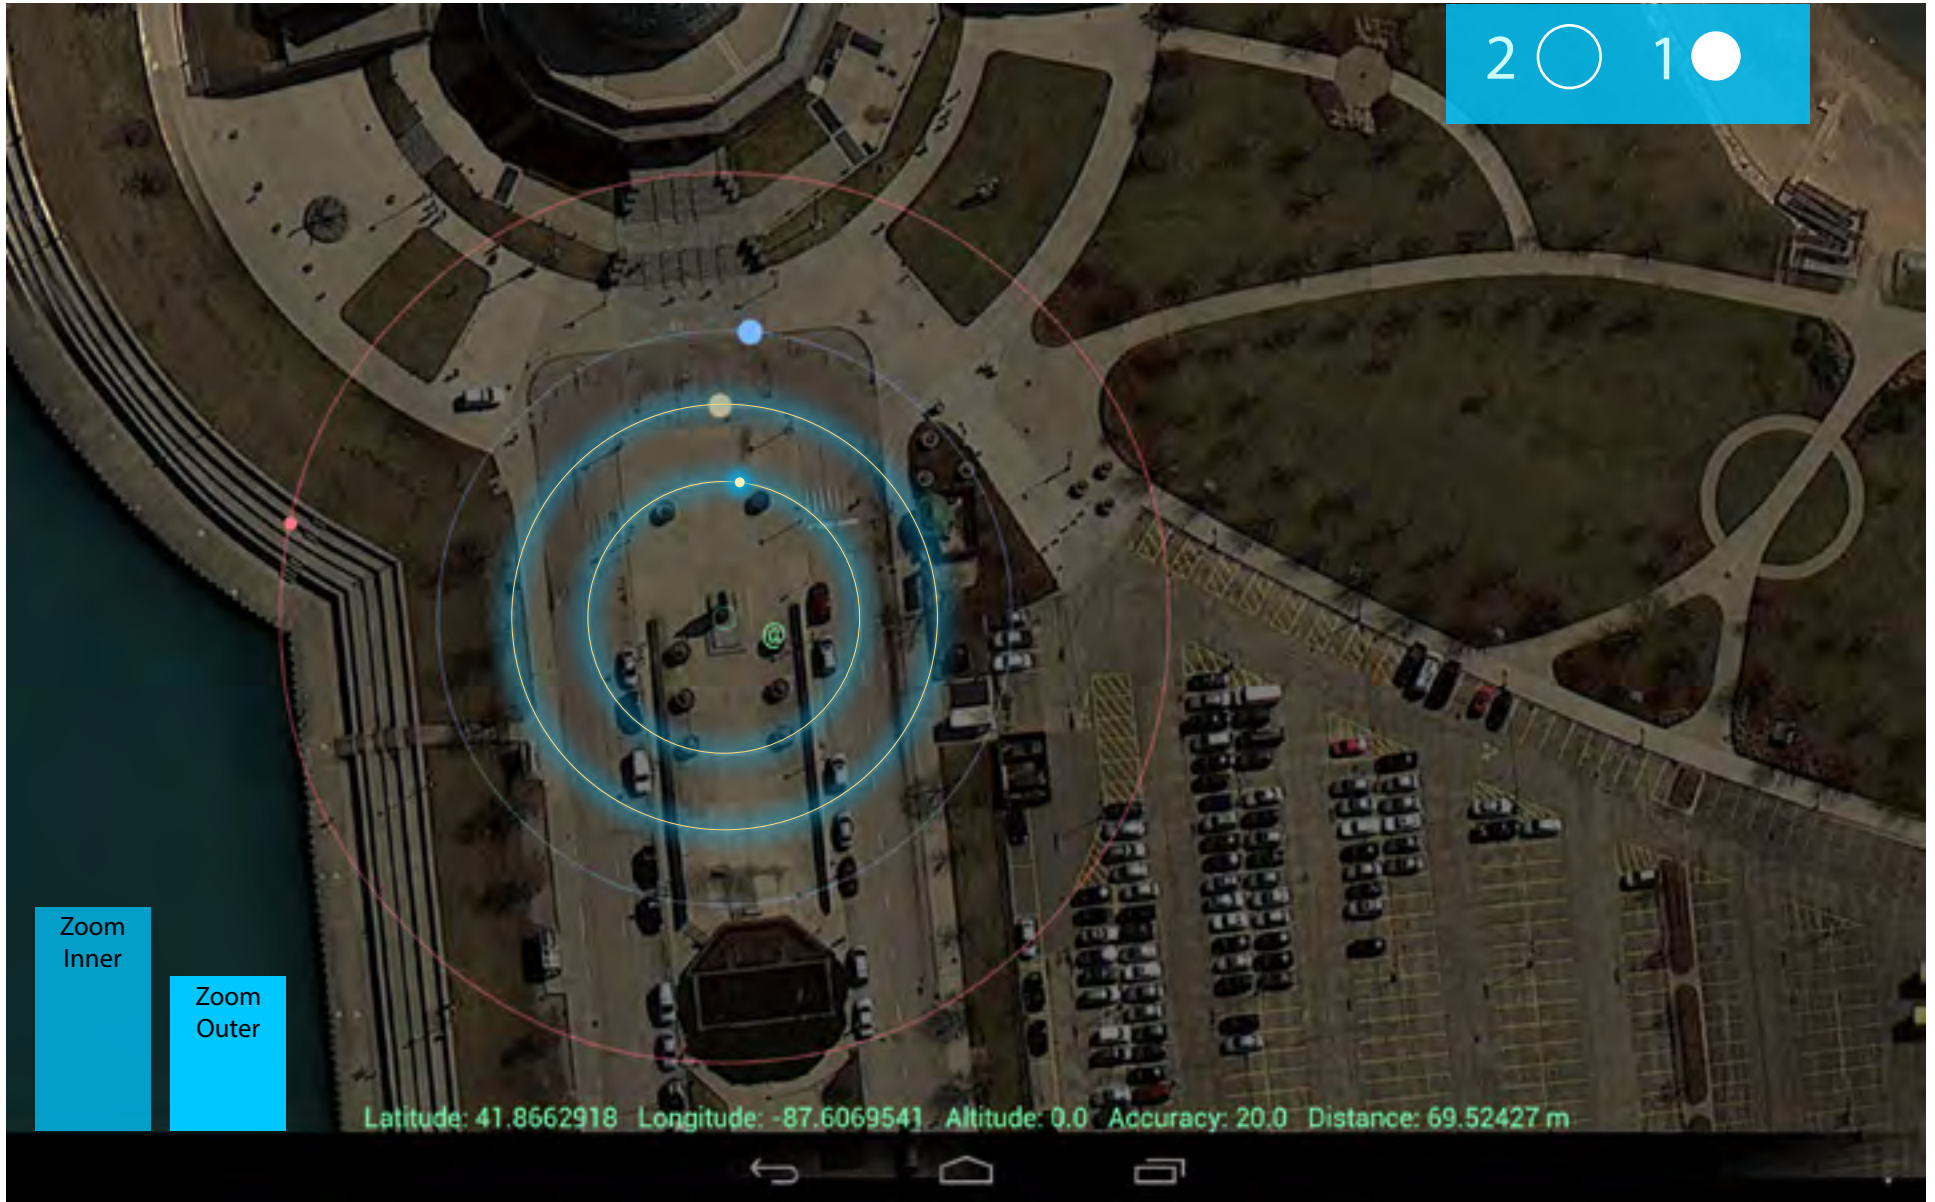 2 1
@
Zoom
Inner
Zoom
Outer
Latitude: 41.8662918 Longitude: -87.6069541 Altitude: 0.0 Accuracy: 20.0 Distance: 69.52427 m